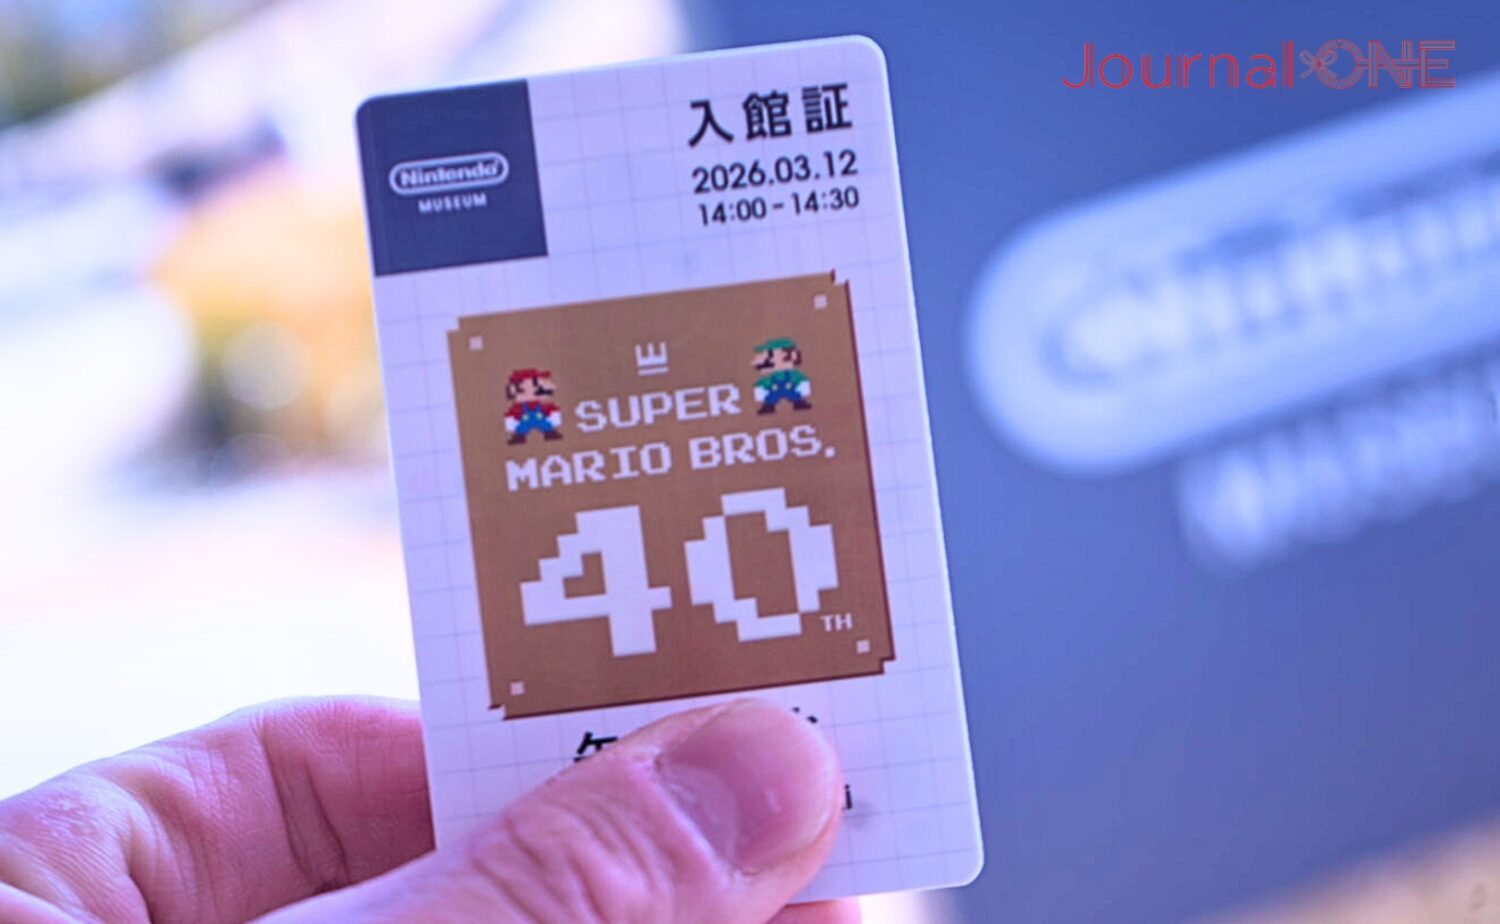 Journal ONE
Nintendo
MUSEUM
入館証
2026.03.12
14:00-14:30
SUPER
MARIO BROS.
40
TH